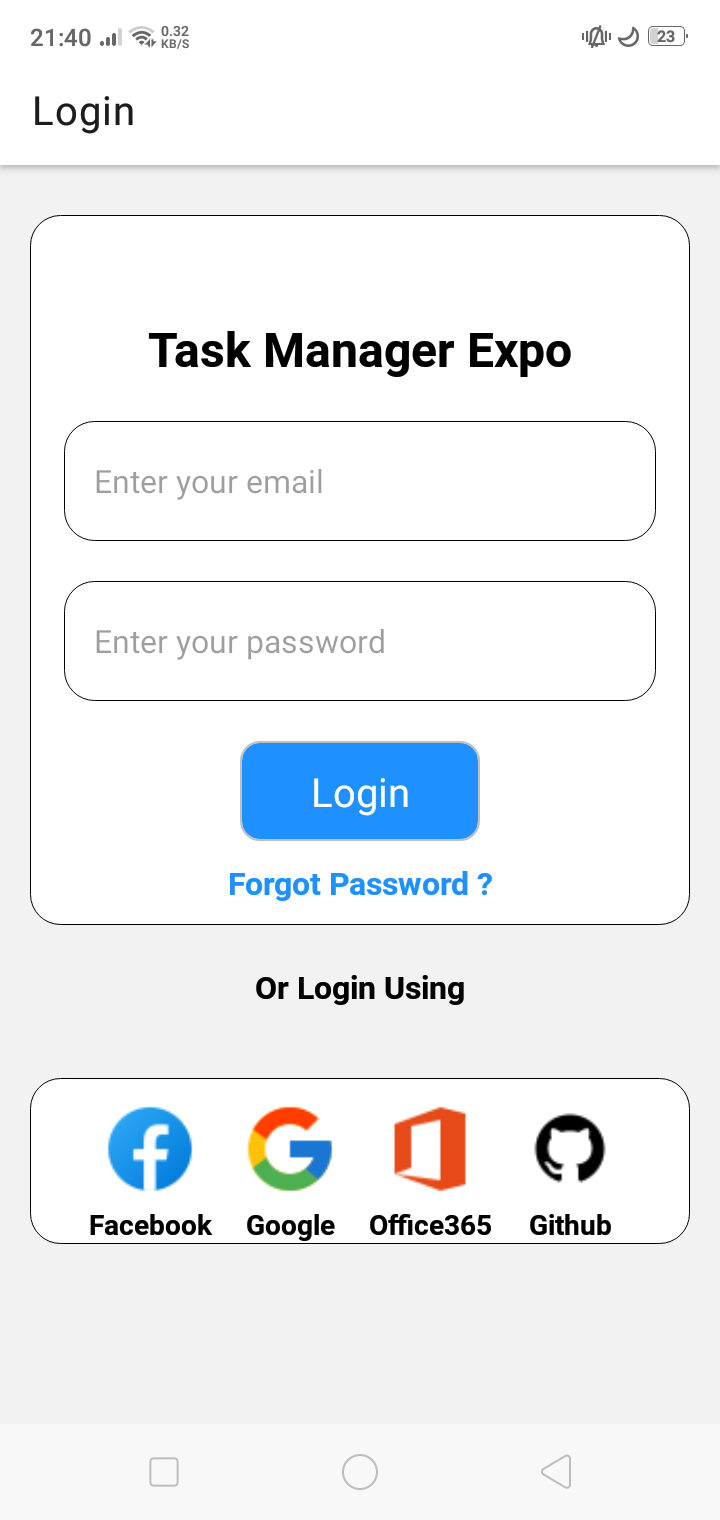 21:40 0.32 KB/S 23
Login
Task Manager Expo
Enter your email
Enter your password
Login
Forgot Password ?
Or Login Using
Facebook Google Office365 Github